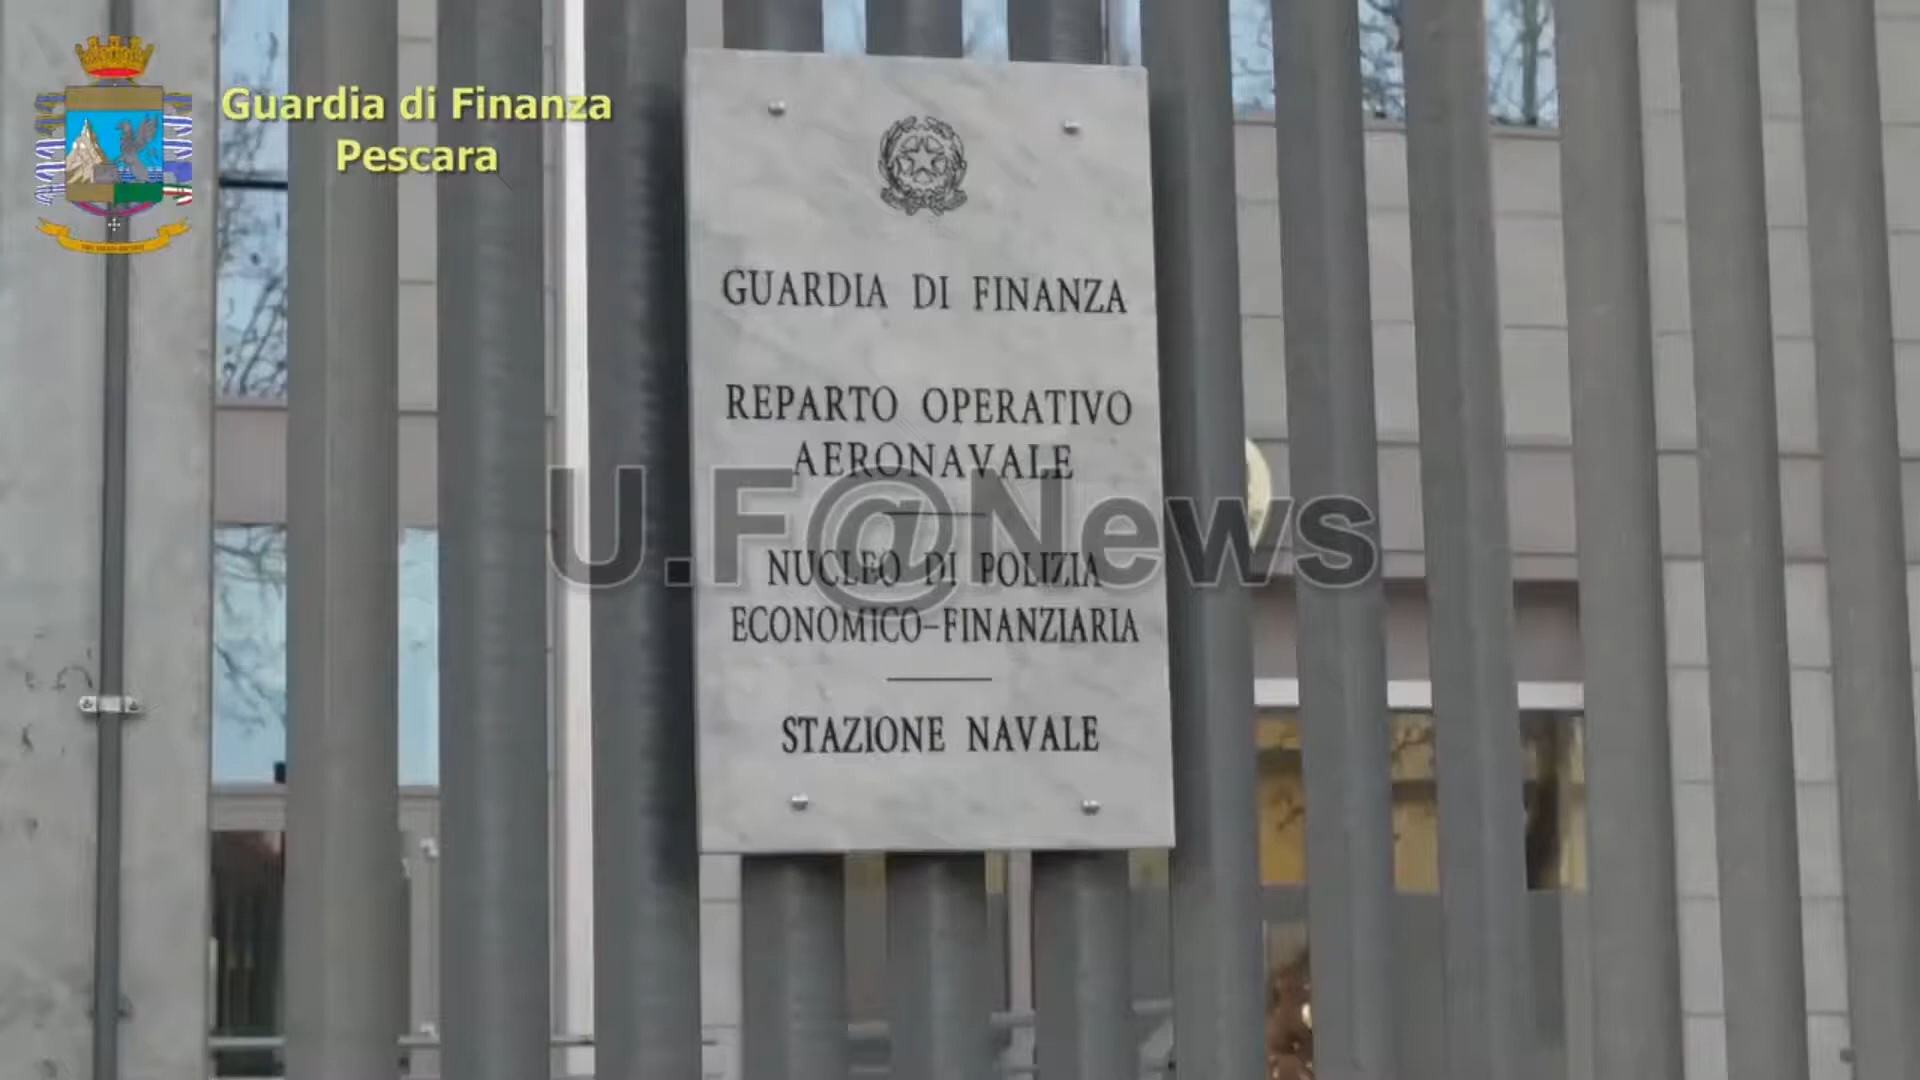 Guardia di Finanza
Pescara
GUARDIA DI FINANZA
REPARTO OPERATIVO
AERONAVALE
U.F@News
NUCLEO DI POLIZIA
ECONOMICO-FINANZIARIA
STAZIONE NAVALE